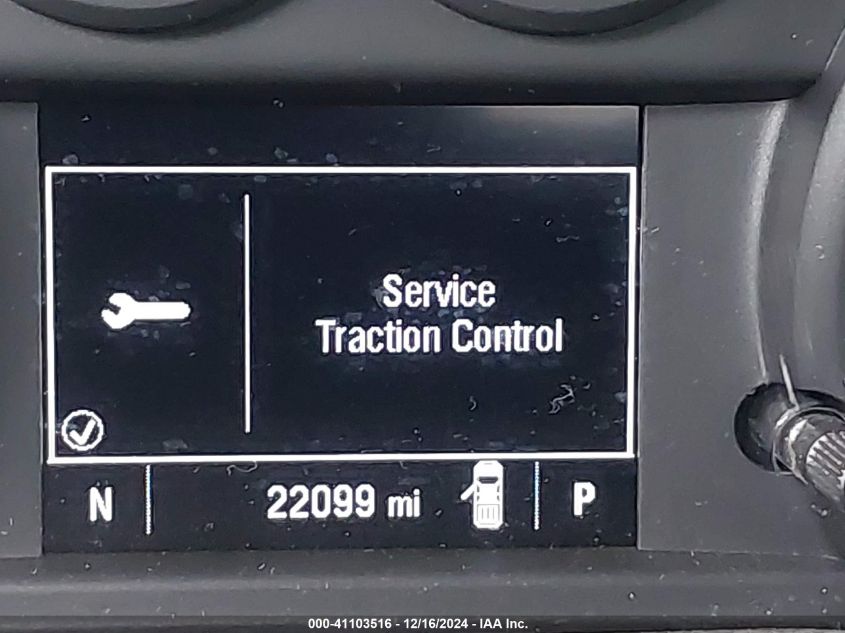 Service
Traction Control
N 22099 mi P
000-41103516 - 12/16/2024 - IAA Inc.